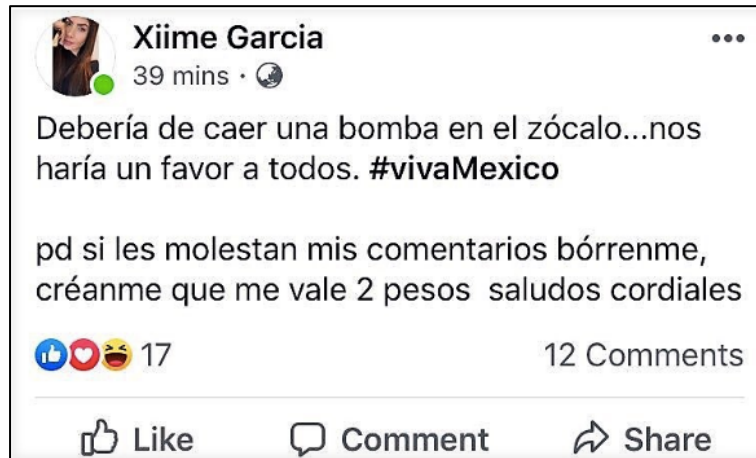 Xiime Garcia
39 mins ·
Debería de caer una bomba en el zócalo...nos
haría un favor a todos. #vivaMexico
pd si les molestan mis comentarios bórrenme,
créanme que me vale 2 pesos  saludos cordiales
17
12 Comments
Like
Comment
Share